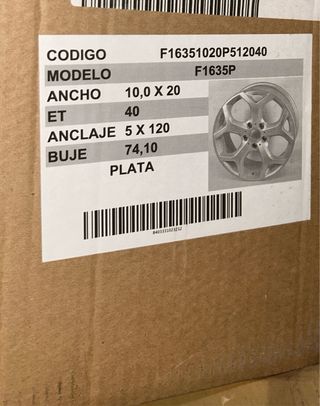 CODIGO F16351020P512040
MODELO F1635P
ANCHO 10,0 X 20
ET 40
ANCLAJE 5 X 120
BUJE 74,10
PLATA